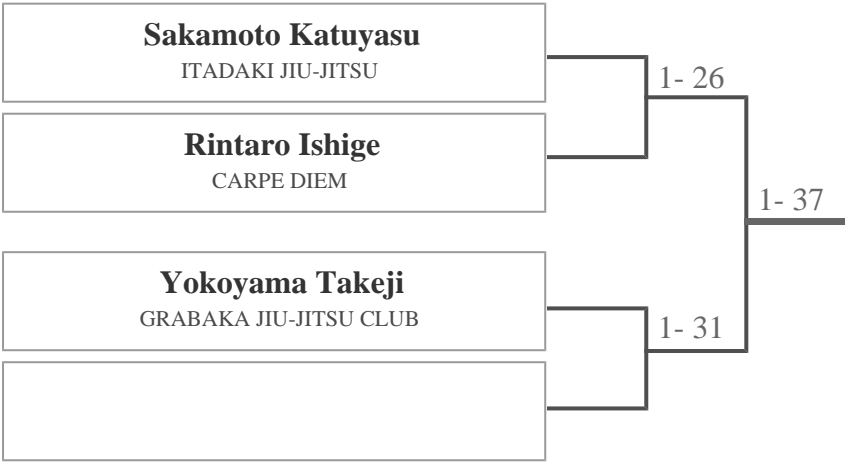 Sakamoto Katuyasu
ITADAKI JIU-JITSU
1- 26
Rintaro Ishige
CARPE DIEM
1- 37
Yokoyama Takeji
GRABAKA JIU-JITSU CLUB
1- 31